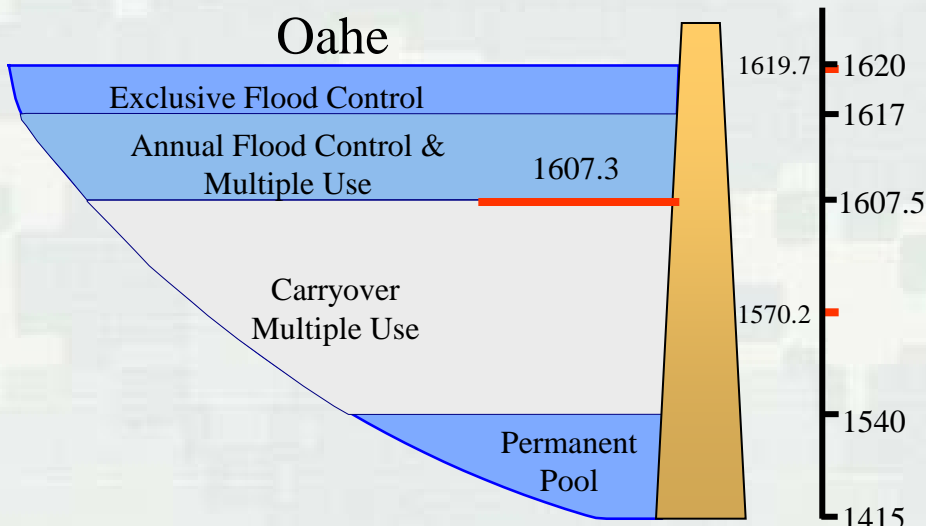 Oahe
Exclusive Flood Control
Annual Flood Control &
Multiple Use
1607.3
Carryover
Multiple Use
Permanent
Pool
1619.7
1620
1617
1607.5
1570.2
1540
1415